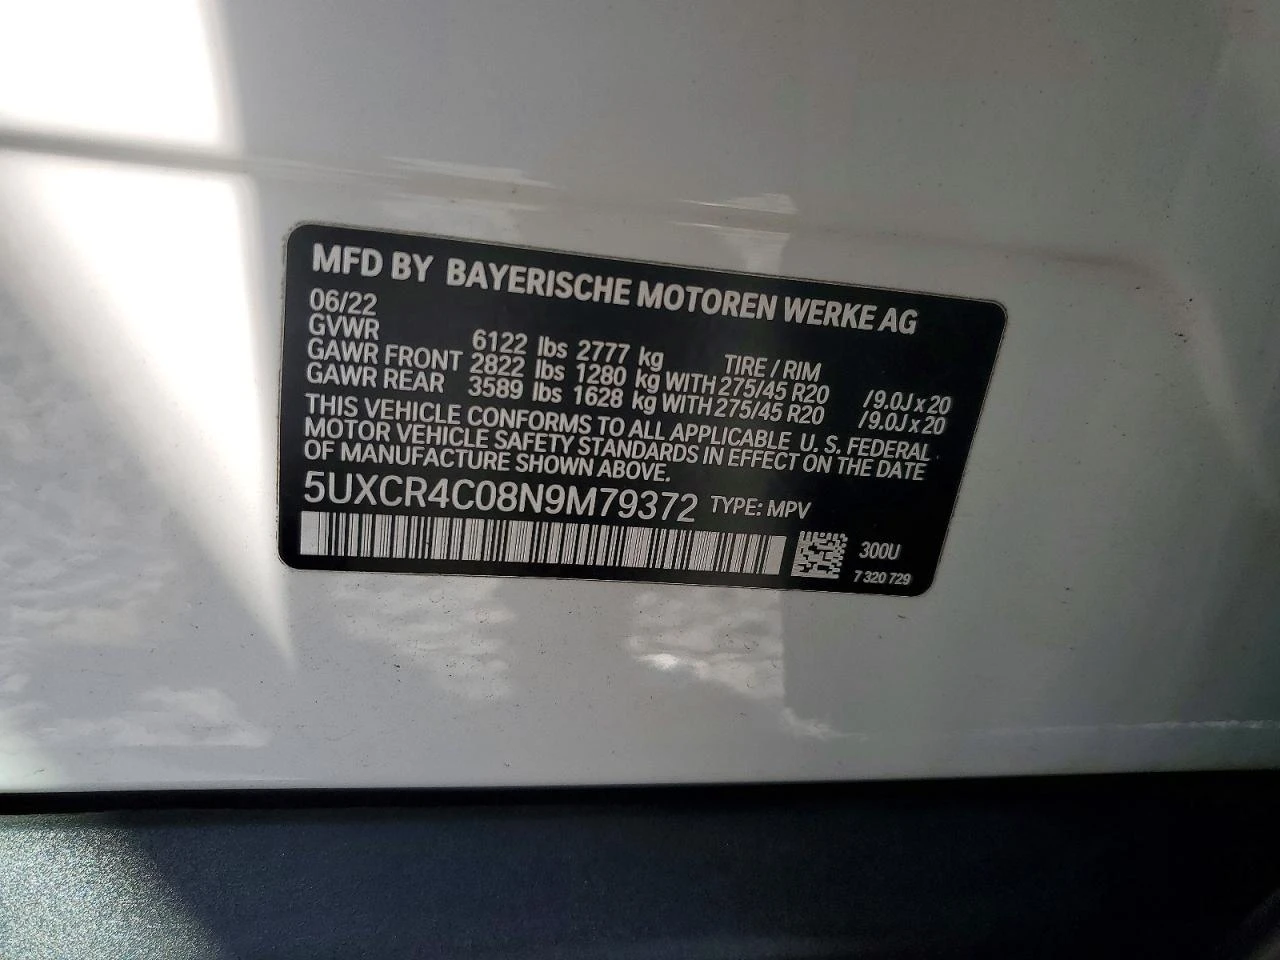 MFD BY BAYERISCHE MOTOREN WERKE AG
06/22
GVWR 6122 lbs 2777 kg TIRE / RIM
GAWR FRONT 2822 lbs 1280 kg WITH 275/45 R20 /9.0J x 20
GAWR REAR 3589 lbs 1628 kg WITH 275/45 R20 /9.0J x 20
THIS VEHICLE CONFORMS TO ALL APPLICABLE U. S. FEDERAL
MOTOR VEHICLE SAFETY STANDARDS IN EFFECT ON THE DATE
OF MANUFACTURE SHOWN ABOVE.
5UXCR4C08N9M79372 TYPE: MPV
300U
7 320 729